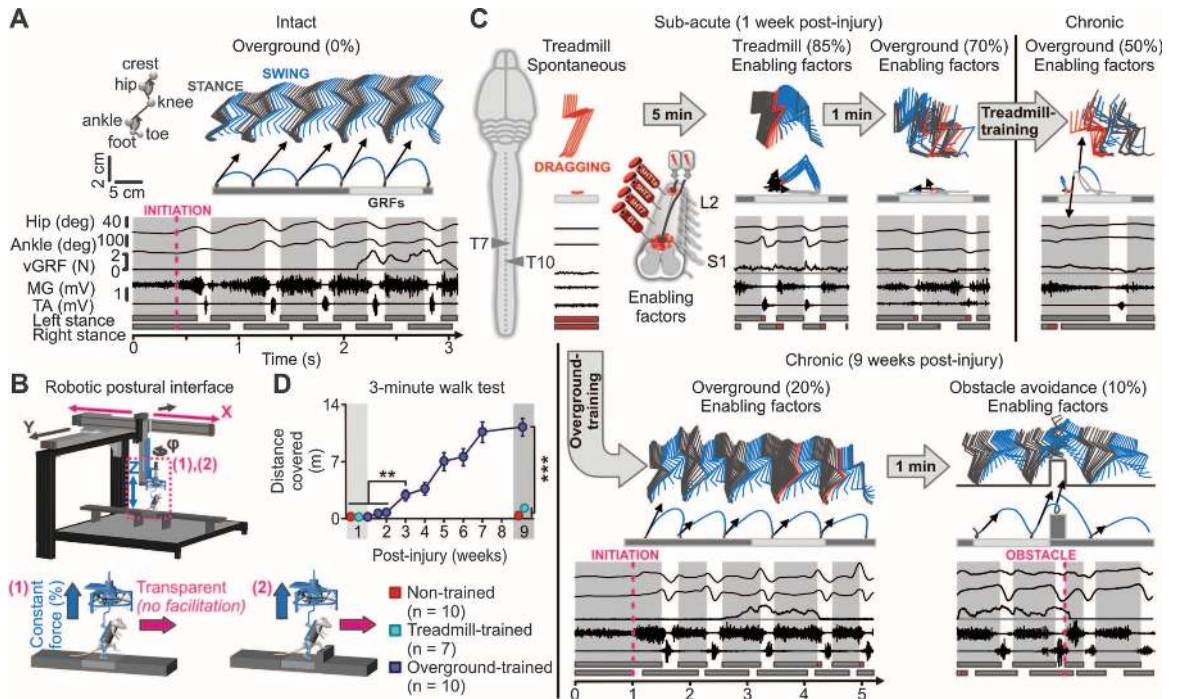 A
Intact
Overground (0%)
crest
hip
knee
ankle
foot
toe
STANCE
SWING
2 cm
5 cm
GRFs
INITIATION
Hip (deg) 40
Ankle (deg) 100
vGRF (N) 2
0
MG (mV)
TA (mV) 1
Left stance
Right stance
0 1 2 3
Time (s)
B
Robotic postural interface
X
Y
Z
φ
(1),(2)
(1)
Constant
force (%)
Transparent
(no facilitation)
(2)
C
Sub-acute (1 week post-injury)
Chronic
Treadmill
Spontaneous
Treadmill (85%)
Enabling factors
Overground (70%)
Enabling factors
Overground (50%)
Enabling factors
DRAGGING
5 min
1 min
Treadmill-
training
T7
T10
L2
S1
Enabling
factors
Overground-
training
Chronic (9 weeks post-injury)
Overground (20%)
Enabling factors
Obstacle avoidance (10%)
Enabling factors
1 min
INITIATION
OBSTACLE
0 1 2 3 4 5
D
3-minute walk test
Distance
covered
(m)
14
7
0
**
***
1 2 3 4 5 6 7 8 9
Post-injury (weeks)
Non-trained
(n = 10)
Treadmill-trained
(n = 7)
Overground-trained
(n = 10)